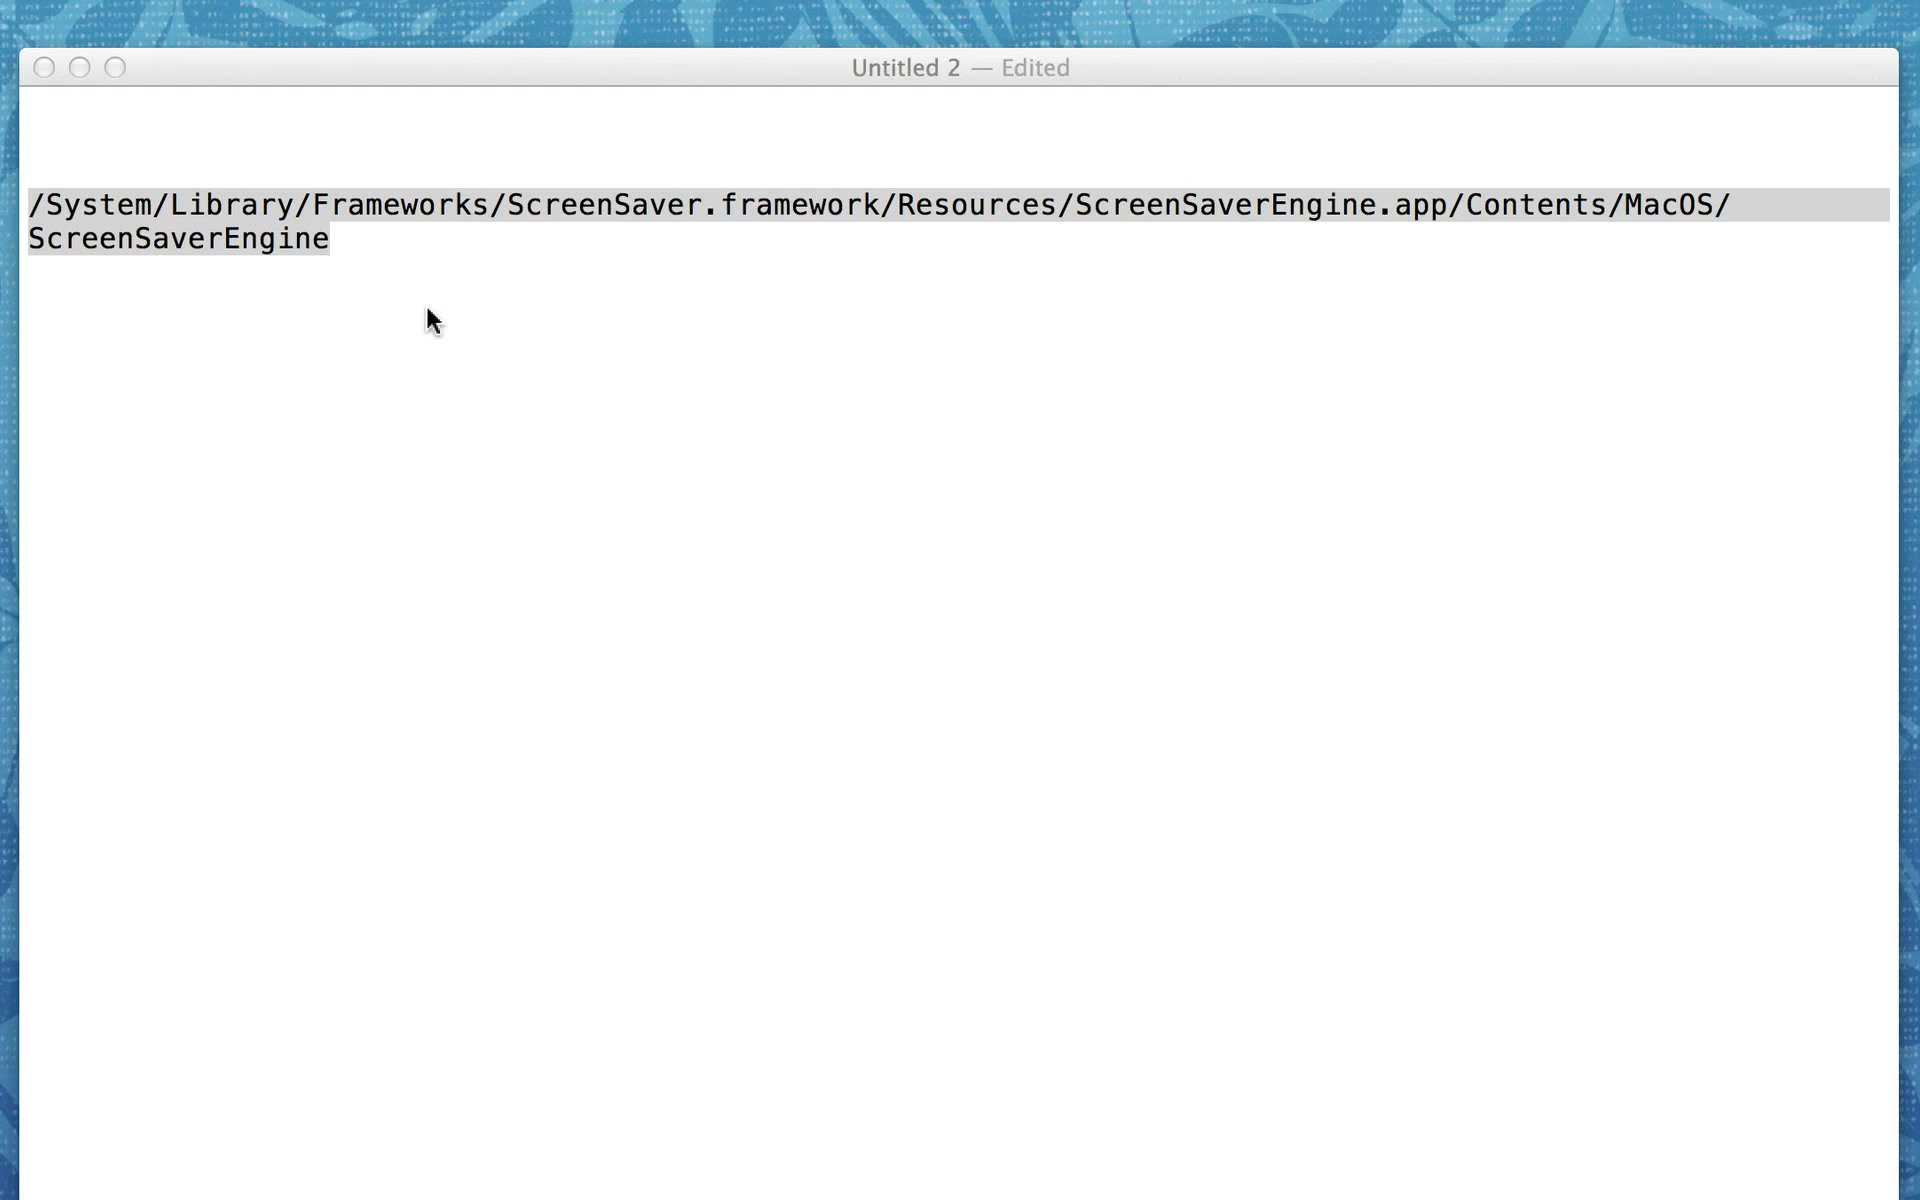 Untitled 2 — Edited
/System/Library/Frameworks/ScreenSaver.framework/Resources/ScreenSaverEngine.app/Contents/MacOS/
ScreenSaverEngine